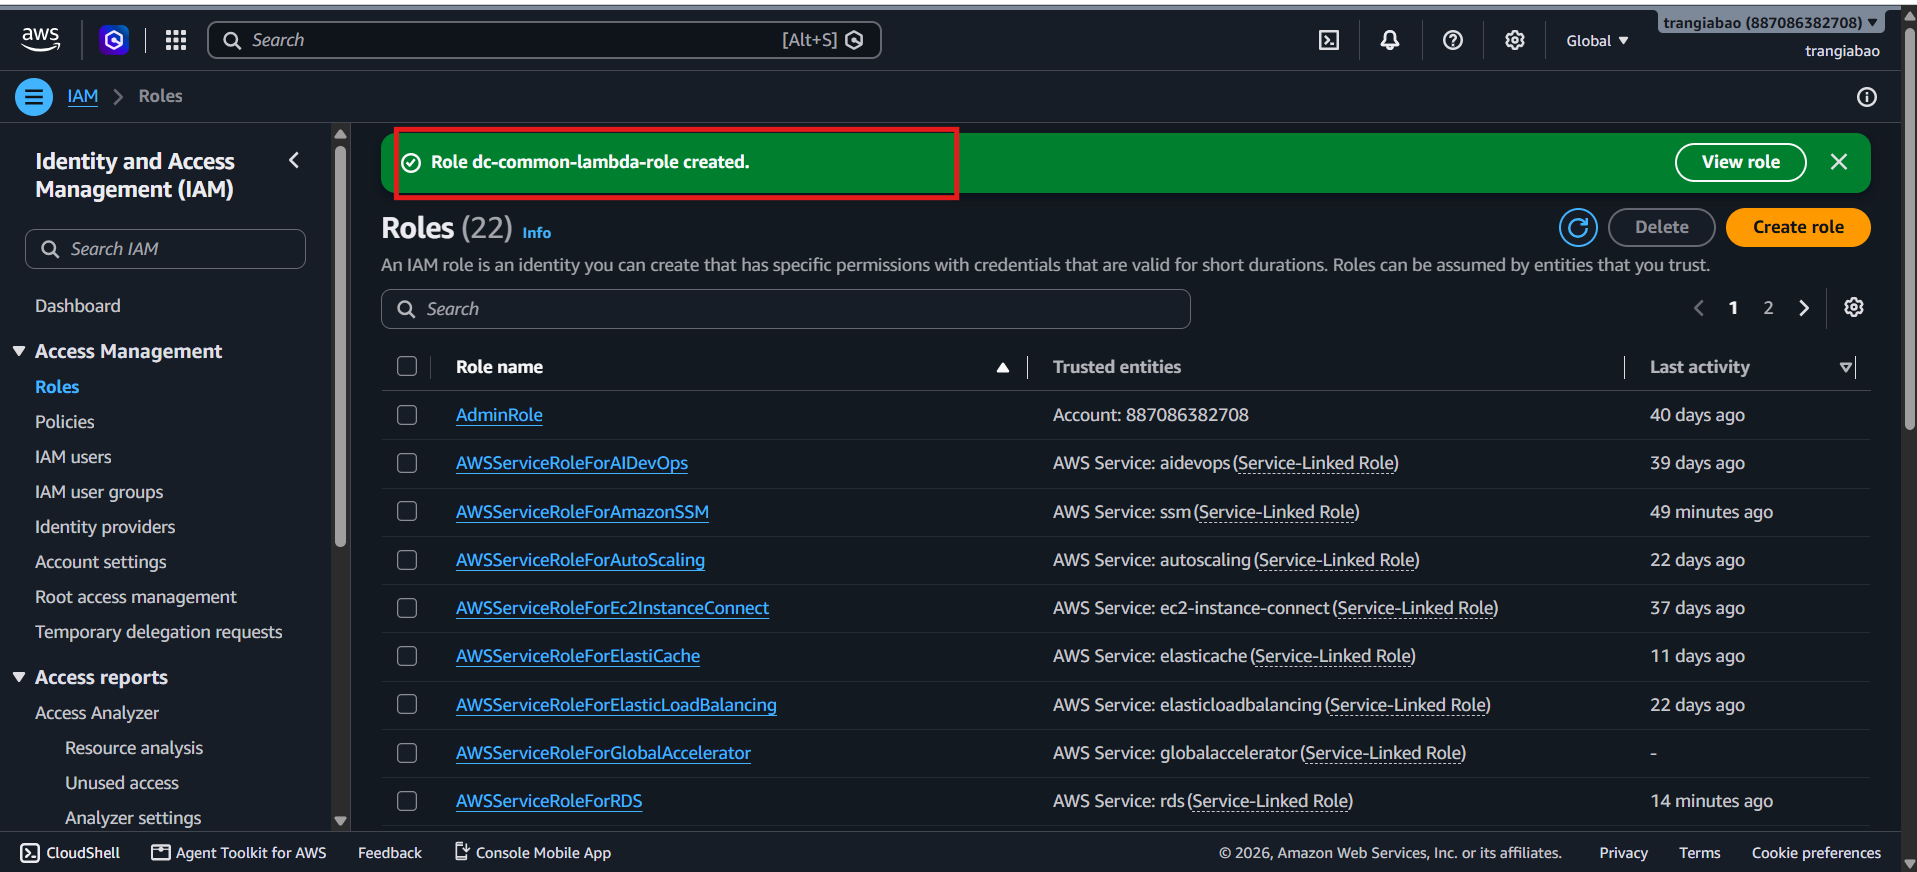 aws
Search [Alt+S]
Global
trangiabao (887086382708)
trangiabao
IAM
Roles
Identity and Access
Management (IAM)
Search IAM
Dashboard
Access Management
Roles
Policies
IAM users
IAM user groups
Identity providers
Account settings
Root access management
Temporary delegation requests
Access reports
Access Analyzer
Resource analysis
Unused access
Analyzer settings
Role dc-common-lambda-role created.
View role
Roles (22) Info
Delete
Create role
An IAM role is an identity you can create that has specific permissions with credentials that are valid for short durations. Roles can be assumed by entities that you trust.
Search
1 2
Role name Trusted entities Last activity
AdminRole Account: 887086382708 40 days ago
AWSServiceRoleForAIDevOps AWS Service: aidevops (Service-Linked Role) 39 days ago
AWSServiceRoleForAmazonSSM AWS Service: ssm (Service-Linked Role) 49 minutes ago
AWSServiceRoleForAutoScaling AWS Service: autoscaling (Service-Linked Role) 22 days ago
AWSServiceRoleForEc2InstanceConnect AWS Service: ec2-instance-connect (Service-Linked Role) 37 days ago
AWSServiceRoleForElastiCache AWS Service: elasticache (Service-Linked Role) 11 days ago
AWSServiceRoleForElasticLoadBalancing AWS Service: elasticloadbalancing (Service-Linked Role) 22 days ago
AWSServiceRoleForGlobalAccelerator AWS Service: globalaccelerator (Service-Linked Role) -
AWSServiceRoleForRDS AWS Service: rds (Service-Linked Role) 14 minutes ago
CloudShell Agent Toolkit for AWS Feedback Console Mobile App © 2026, Amazon Web Services, Inc. or its affiliates. Privacy Terms Cookie preferences